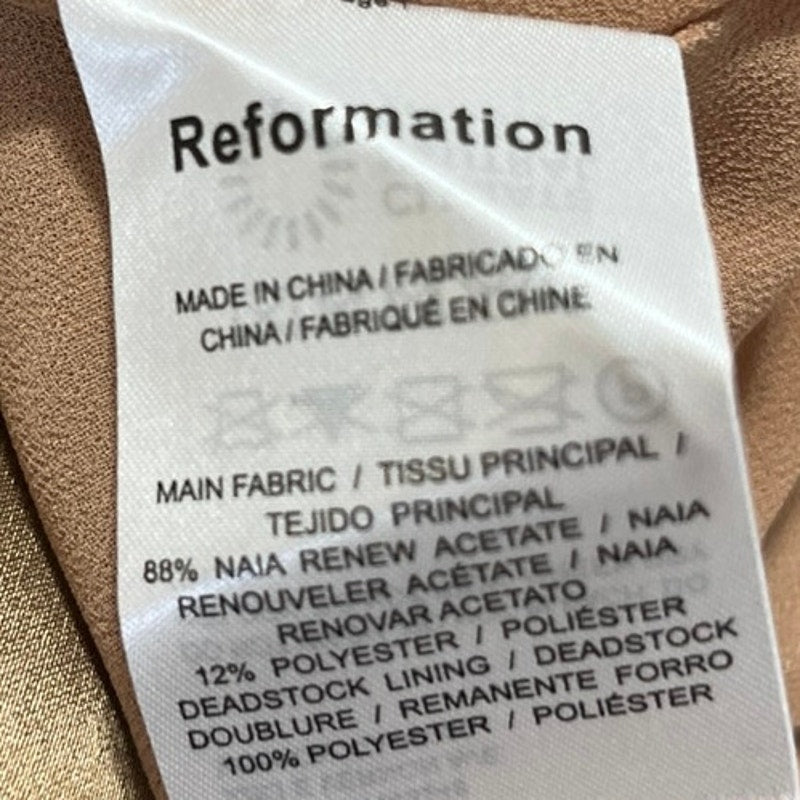 Reformation
MADE IN CHINA / FABRICADO EN
CHINA / FABRIQUÉ EN CHINE
MAIN FABRIC / TISSU PRINCIPAL /
TEJIDO PRINCIPAL
88% NAIA RENEW ACETATE / NAIA
RENOUVELER ACÉTATE / NAIA
RENOVAR ACETATO
12% POLYESTER / POLIÉSTER
DEADSTOCK LINING / DEADSTOCK
DOUBLURE / REMANENTE FORRO
100% POLYESTER / POLIÉSTER